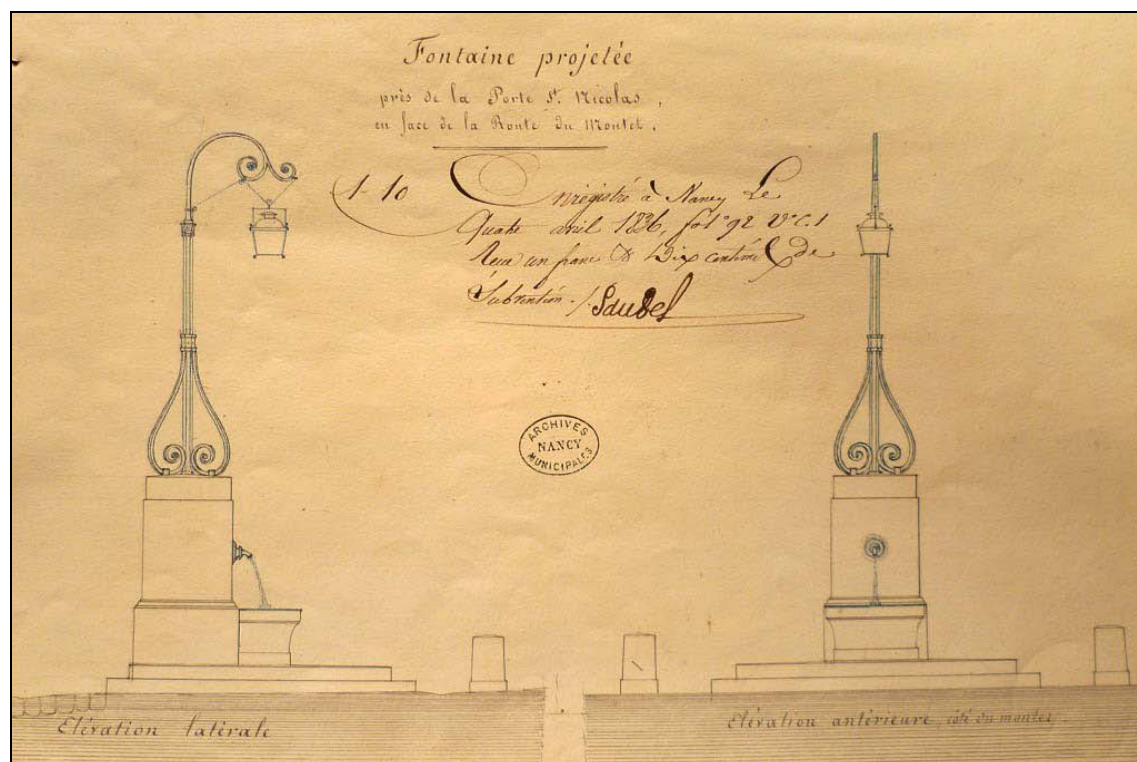 Fontaine projetée
près de la Porte St. Nicolas,
en face de la Route du Montet.
1-10 Enregistré à Nancy Le
Quatre avril 1836, fol° 92 V° C.1
Reçu un franc & Dix centimes de
Subvention ./.
ARCHIVES
NANCY
MUNICIPALES
Elévation latérale
Elévation antérieure, côté du montet.